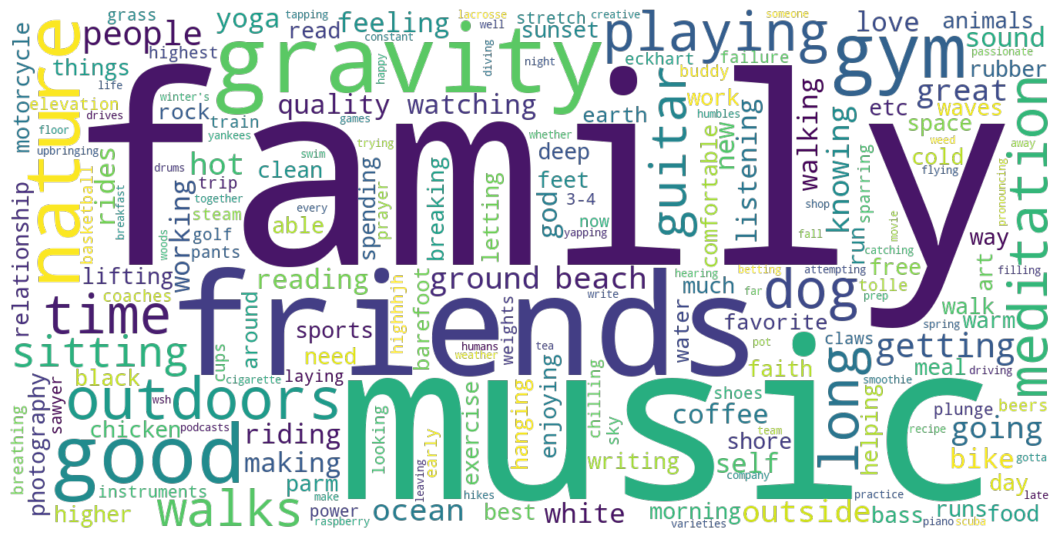 grass
yoga
tapping
feeling
lacrosse
well
stretch
creative
playing
someone
love
animals
people
highest
gravity
read
constant
sunset
eckhart
failure
gym
sound
passionate
motorcycle
nature
things
happy
diving
night
buddy
great
rubber
life
elevation
drives
winter's
rock
quality
watching
earth
guitar
work
etc
waves
floor
train
yankees
games
trying
whether
humbles
walking
weed
away
space
upbringing
family
drums
swim
prayer
breaking
deep
god
new
listening
knowing
cold
flying
meditation
basketball
rides
hot
clean
spending
feet
comfortable
sparring
pronouncing
trip
together
every
letting
3-4
now
shop
run
movie
breakfast
steam
able
yapping
fall
catching
way
relationship
working
golf
pants
woods
free
art
lifting
reading
ground beach
hearing
betting
attempting
tolle
filling
coaches
highhhjh
barefoot
write
much
dog
far
prep
walk
warm
time
friends
sports
weights
water
favorite
spring
sitting
cups
around
need
humans
weather
tea
pot
claws
getting
driving
black
cigarette
laying
shoes
faith
long
meal
smoothie
sawyer
wsh
outdoors
looking
exercise
hanging
enjoying
chilling
sky
coffee
helping
plunge
beers
photography
chicken
podcasts
riding
music
team
shore
recipe
going
gotta
breathing
good
making
early
writing
self
bike
instruments
parm
leaving
company
day
higher
walks
make
raspberry
power
ocean
hikes
best
white
morning
varieties
outside
practice
bass
piano
runs
scuba
food
late